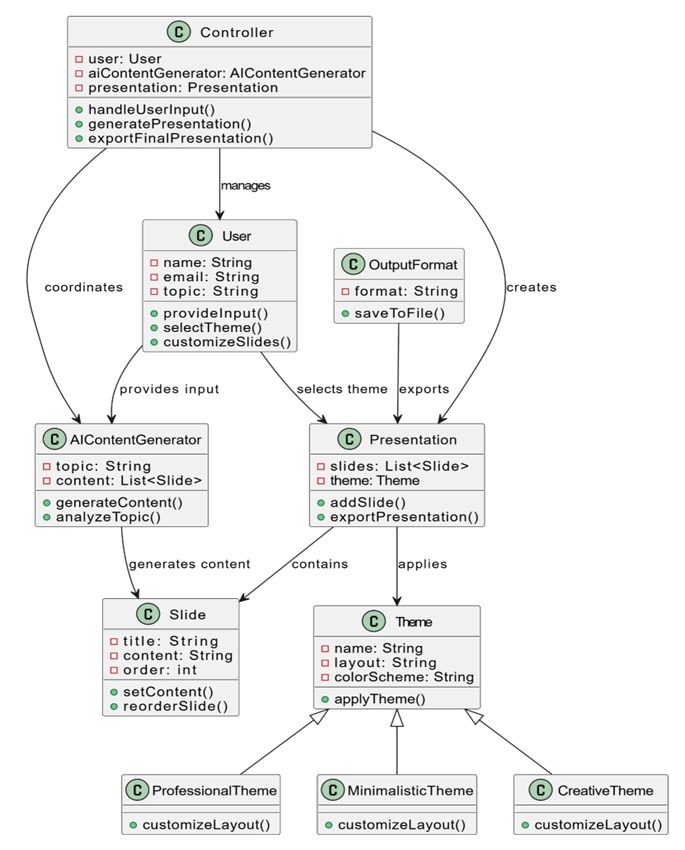 C Controller
user: User
aiContentGenerator: AIContentGenerator
presentation: Presentation
handleUserInput()
generatePresentation()
exportFinalPresentation()
manages
coordinates
creates
C User
name: String
email: String
topic: String
provideInput()
selectTheme()
customizeSlides()
C OutputFormat
format: String
saveToFile()
provides input
selects theme
exports
C AIContentGenerator
topic: String
content: List<Slide>
generateContent()
analyzeTopic()
C Presentation
slides: List<Slide>
theme: Theme
addSlide()
exportPresentation()
generates content
contains
applies
C Slide
title: String
content: String
order: int
setContent()
reorderSlide()
C Theme
name: String
layout: String
colorScheme: String
applyTheme()
C ProfessionalTheme
customizeLayout()
C MinimalisticTheme
customizeLayout()
C CreativeTheme
customizeLayout()